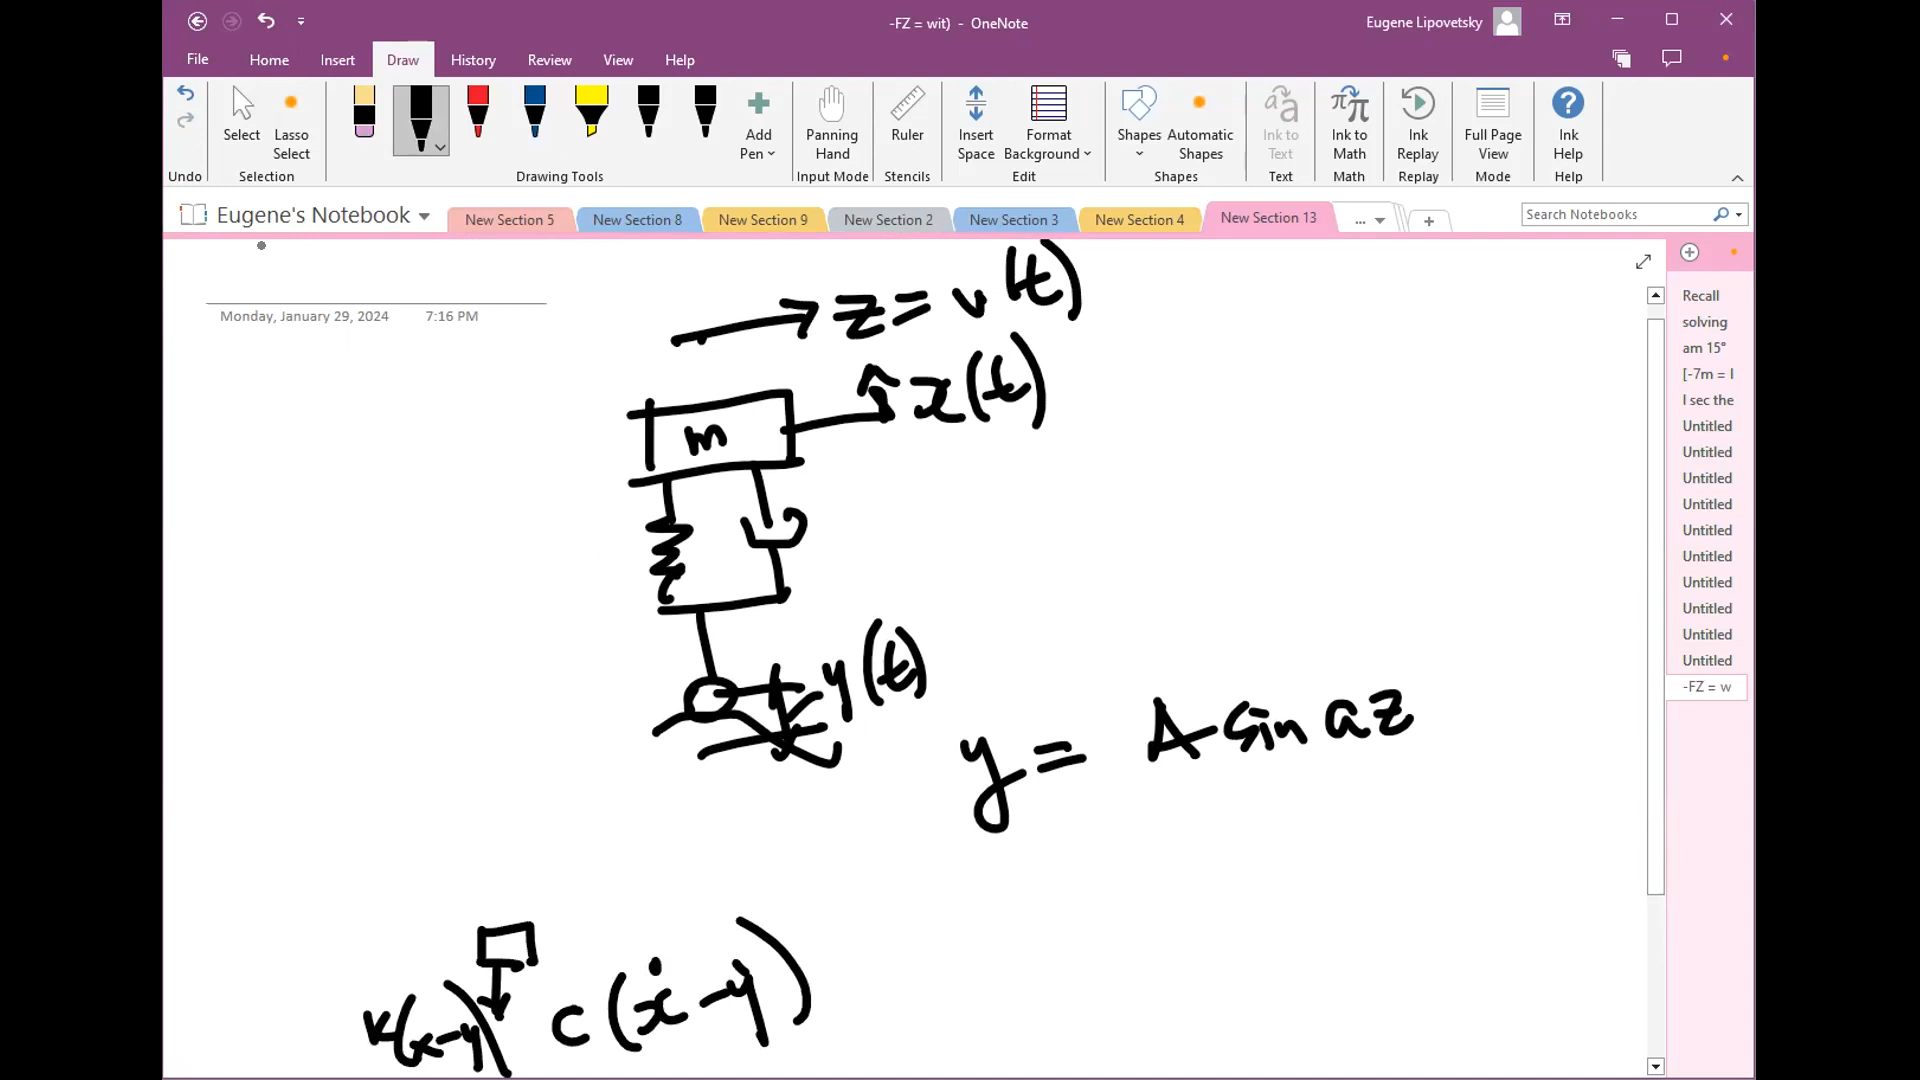 -FZ = wit) - OneNote
Eugene Lipovetsky
File
Home
Insert
Draw
History
Review
View
Help
Select
Lasso
Select
Add
Pen
Panning
Hand
Ruler
Insert
Space
Format
Background
Shapes
Automatic
Shapes
Ink to
Text
Ink to
Math
Ink
Replay
Full Page
View
Ink
Help
Undo
Selection
Drawing Tools
Input Mode
Stencils
Edit
Shapes
Text
Math
Replay
Mode
Help
Eugene's Notebook
New Section 5
New Section 8
New Section 9
New Section 2
New Section 3
New Section 4
New Section 13
...
Search Notebooks
Monday, January 29, 2024
7:16 PM
z = v(t)
x(t)
m
y(t)
y = A sin az
k(x-y)
c(ẋ-ẏ)
Recall
solving
am 15°
[-7m = I
I sec the
Untitled
Untitled
Untitled
Untitled
Untitled
Untitled
Untitled
Untitled
Untitled
Untitled
-FZ = w